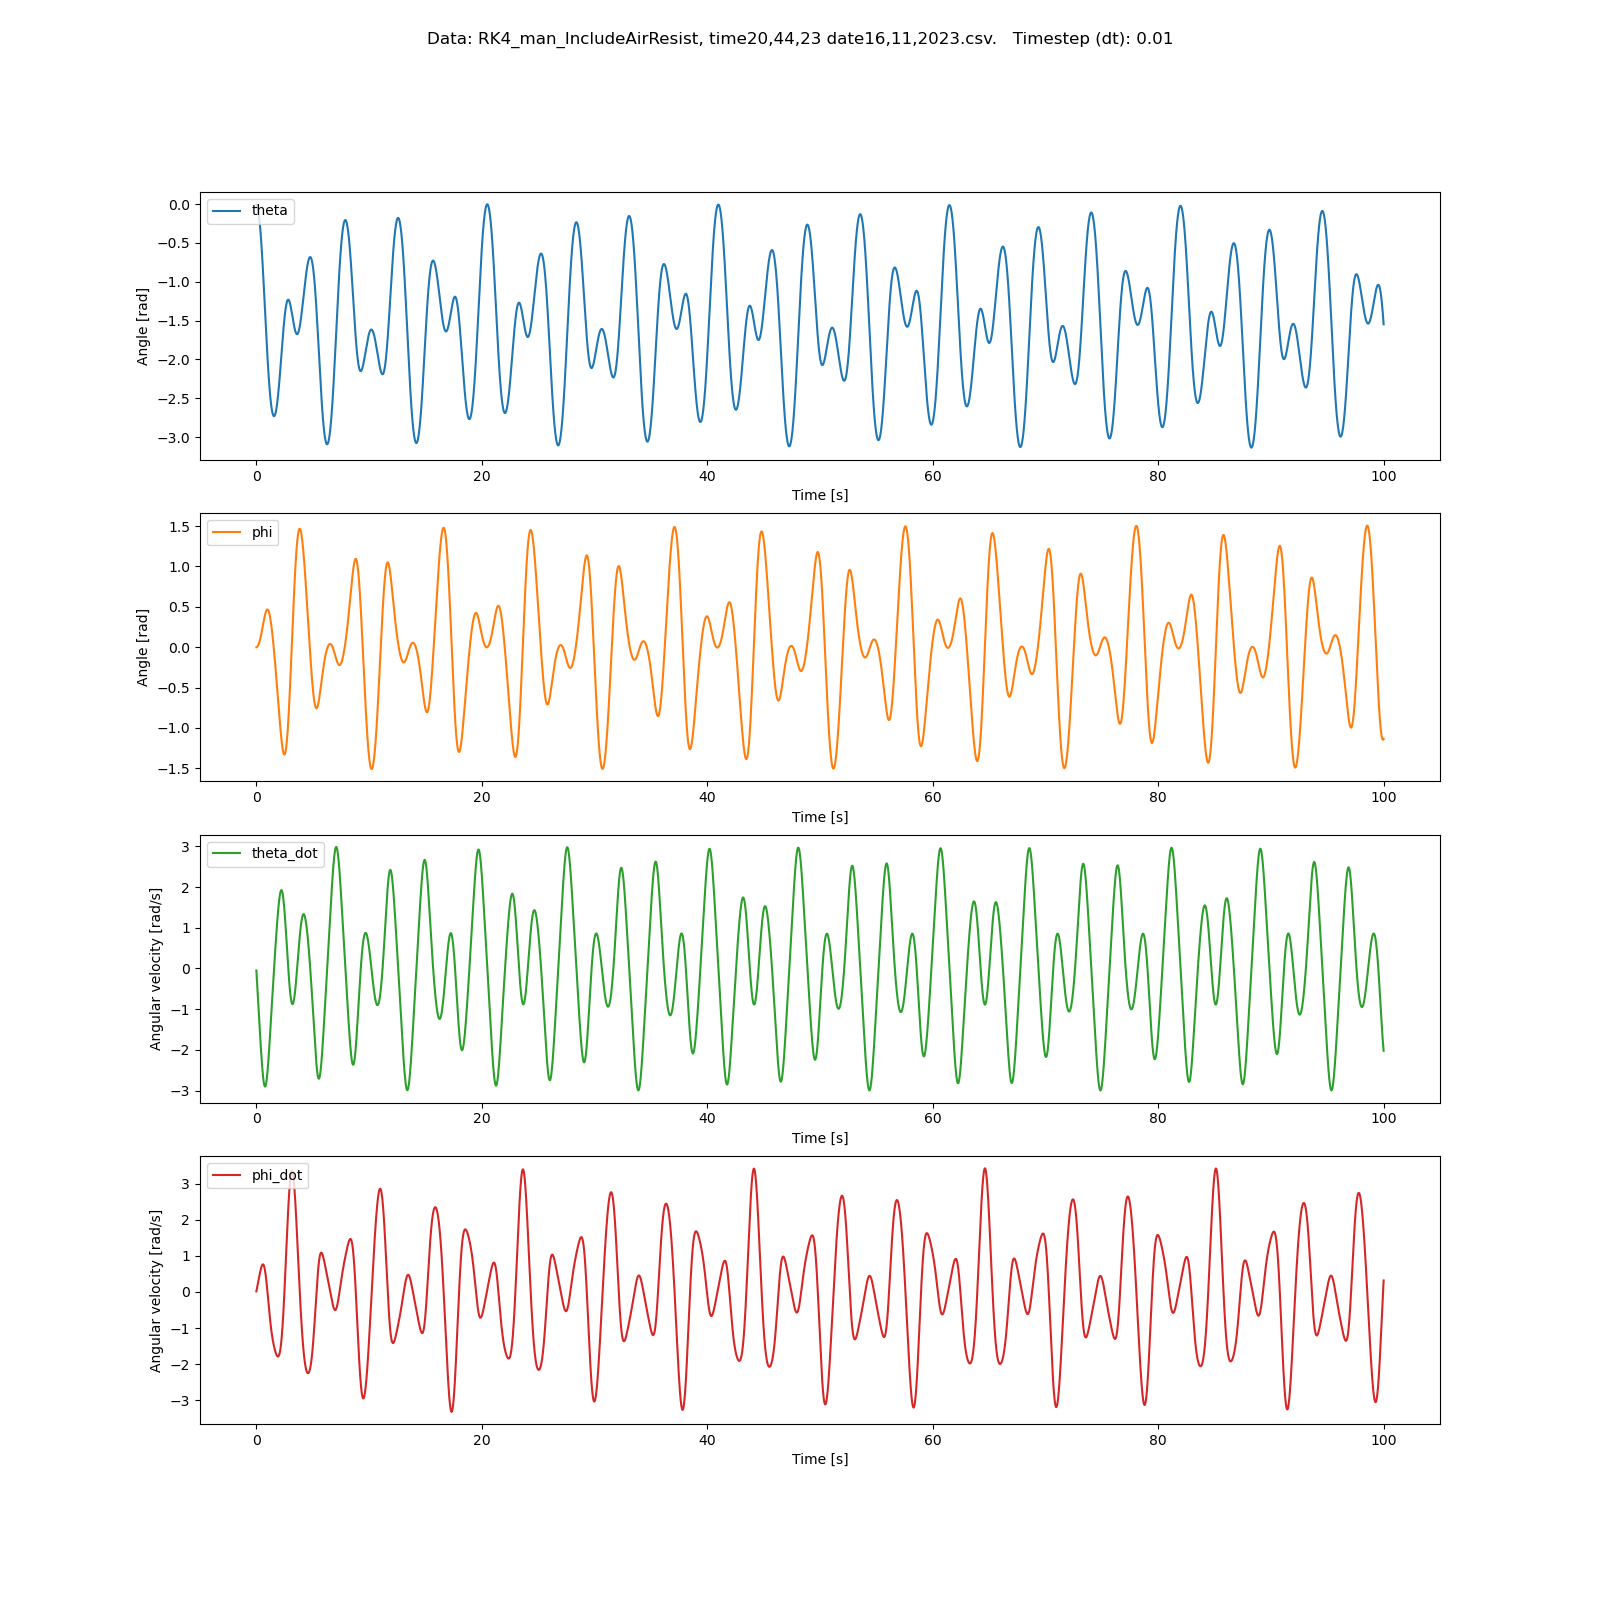 Data: RK4_man_IncludeAirResist, time20,44,23 date16,11,2023.csv.   Timestep (dt): 0.01
theta
0.0
−0.5
−1.0
−1.5
−2.0
−2.5
−3.0
Angle [rad]
0 20 40 60 80 100
Time [s]
phi
1.5
1.0
0.5
0.0
−0.5
−1.0
−1.5
Angle [rad]
0 20 40 60 80 100
Time [s]
theta_dot
3
2
1
0
−1
−2
−3
Angular velocity [rad/s]
0 20 40 60 80 100
Time [s]
phi_dot
3
2
1
0
−1
−2
−3
Angular velocity [rad/s]
0 20 40 60 80 100
Time [s]